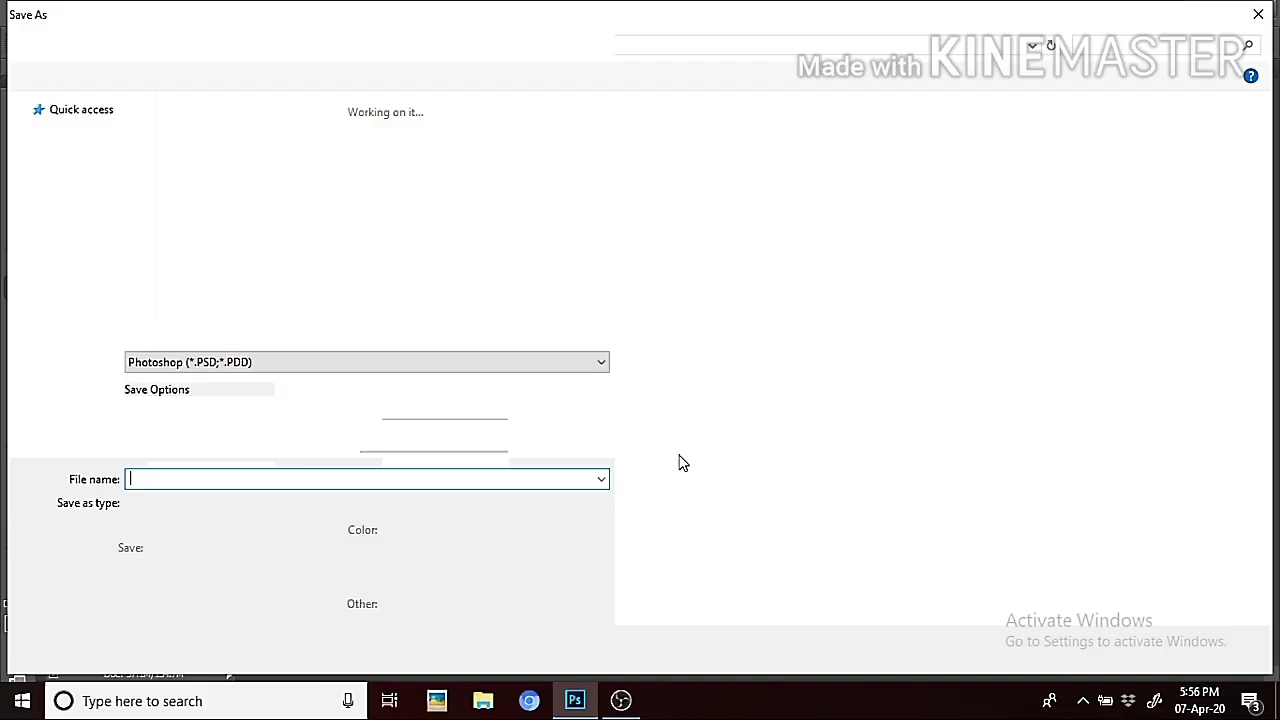 Save As
Made with KINEMASTER
Quick access
Working on it...
Photoshop (*.PSD;*.PDD)
Save Options
File name:
Save as type:
Color:
Save:
Other:
Activate Windows
Go to Settings to activate Windows.
Type here to search
Ps
5:56 PM
07-Apr-20
3